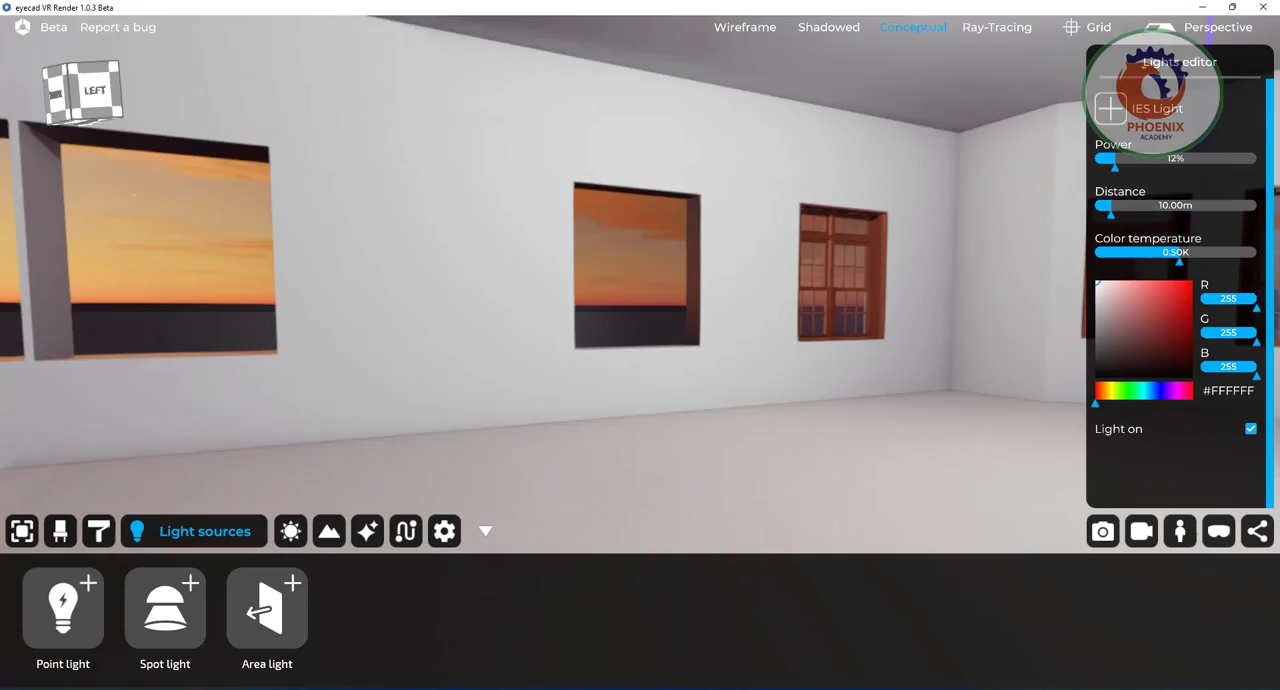 eyecad VR Render 1.0.3 Beta
Beta Report a bug Wireframe Shadowed Conceptual Ray-Tracing Grid Perspective
LEFT
Lights editor
IES Light
PHOENIX
ACADEMY
Power
12%
Distance
10.00m
Color temperature
0.50K
R
255
G
255
B
255
#FFFFFF
Light on
Light sources
Point light Spot light Area light